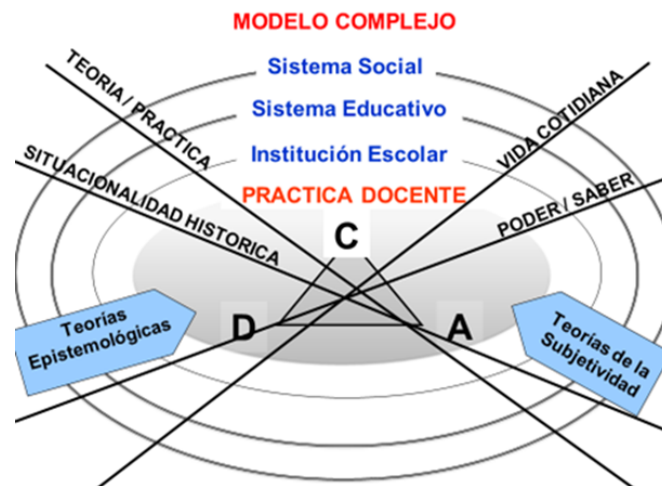 MODELO COMPLEJO
Sistema Social
TEORIA / PRACTICA
VIDA COTIDIANA
Sistema Educativo
Institución Escolar
SITUACIONALIDAD HISTORICA
PRACTICA DOCENTE
PODER / SABER
C
D
A
Teorías
Epistemológicas
Teorías de la
Subjetividad